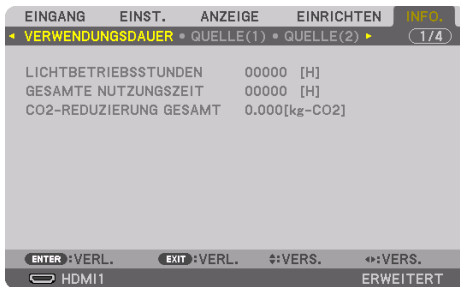 EINGANG EINST. ANZEIGE EINRICHTEN INFO.
VERWENDUNGSDAUER • QUELLE(1) • QUELLE(2) 1/4
LICHTBETRIEBSSTUNDEN 00000 [H]
GESAMTE NUTZUNGSZEIT 00000 [H]
CO2-REDUZIERUNG GESAMT 0.000[kg-CO2]
ENTER :VERL. EXIT :VERL. :VERS. :VERS.
HDMI1 ERWEITERT